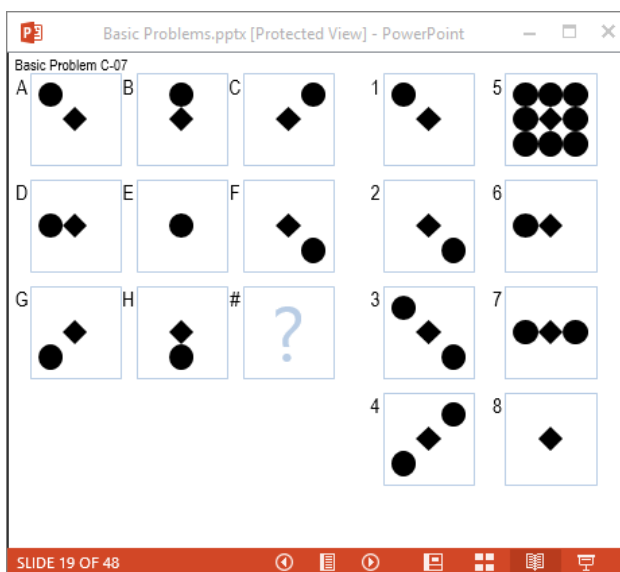 Basic Problems.pptx [Protected View] - PowerPoint
Basic Problem C-07
A B C 1 5
D E F 2 6
G H # ? 3 7
4 8
SLIDE 19 OF 48